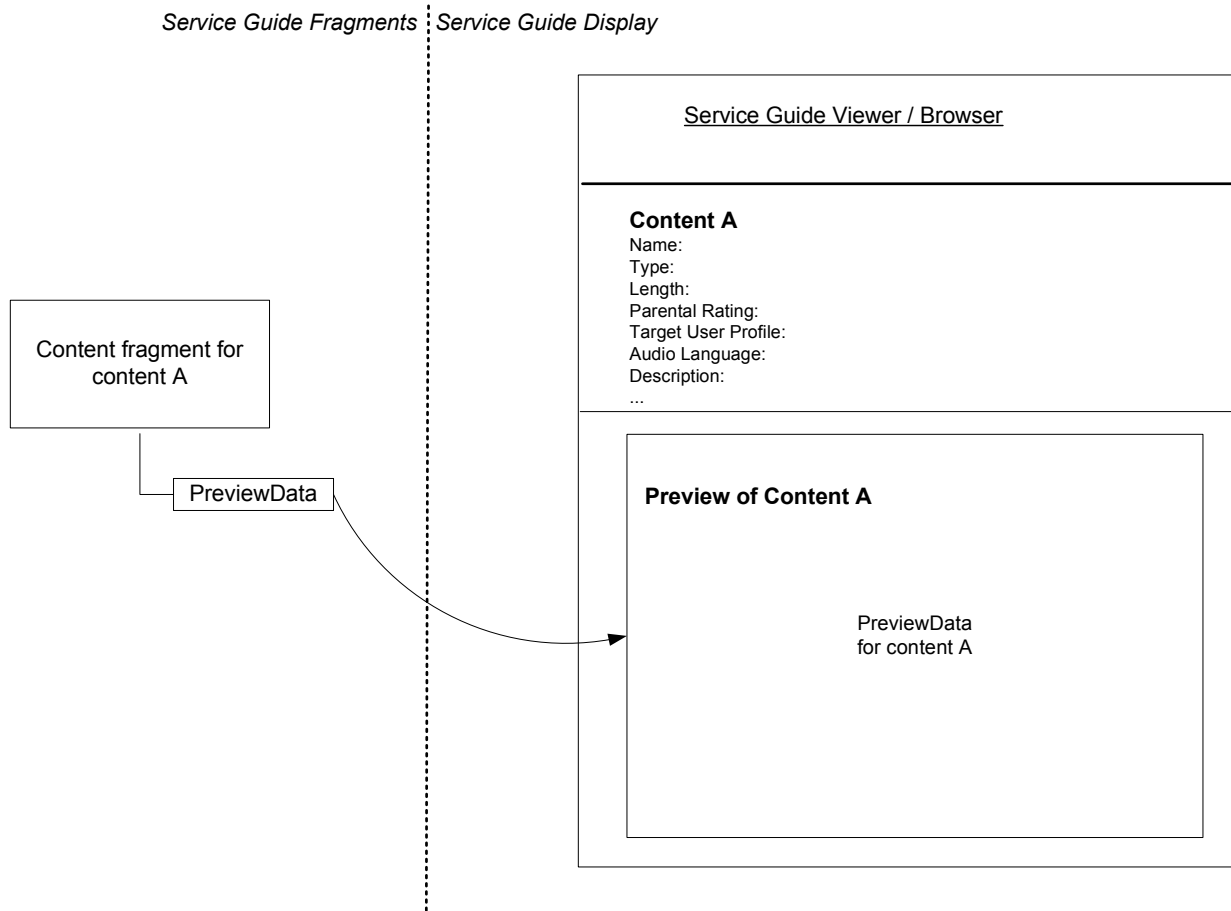 Service Guide Fragments
Service Guide Display
Service Guide Viewer / Browser
Content A
Name:
Type:
Length:
Parental Rating:
Target User Profile:
Audio Language:
Description:
...
Content fragment for
content A
PreviewData
Preview of Content A
PreviewData
for content A